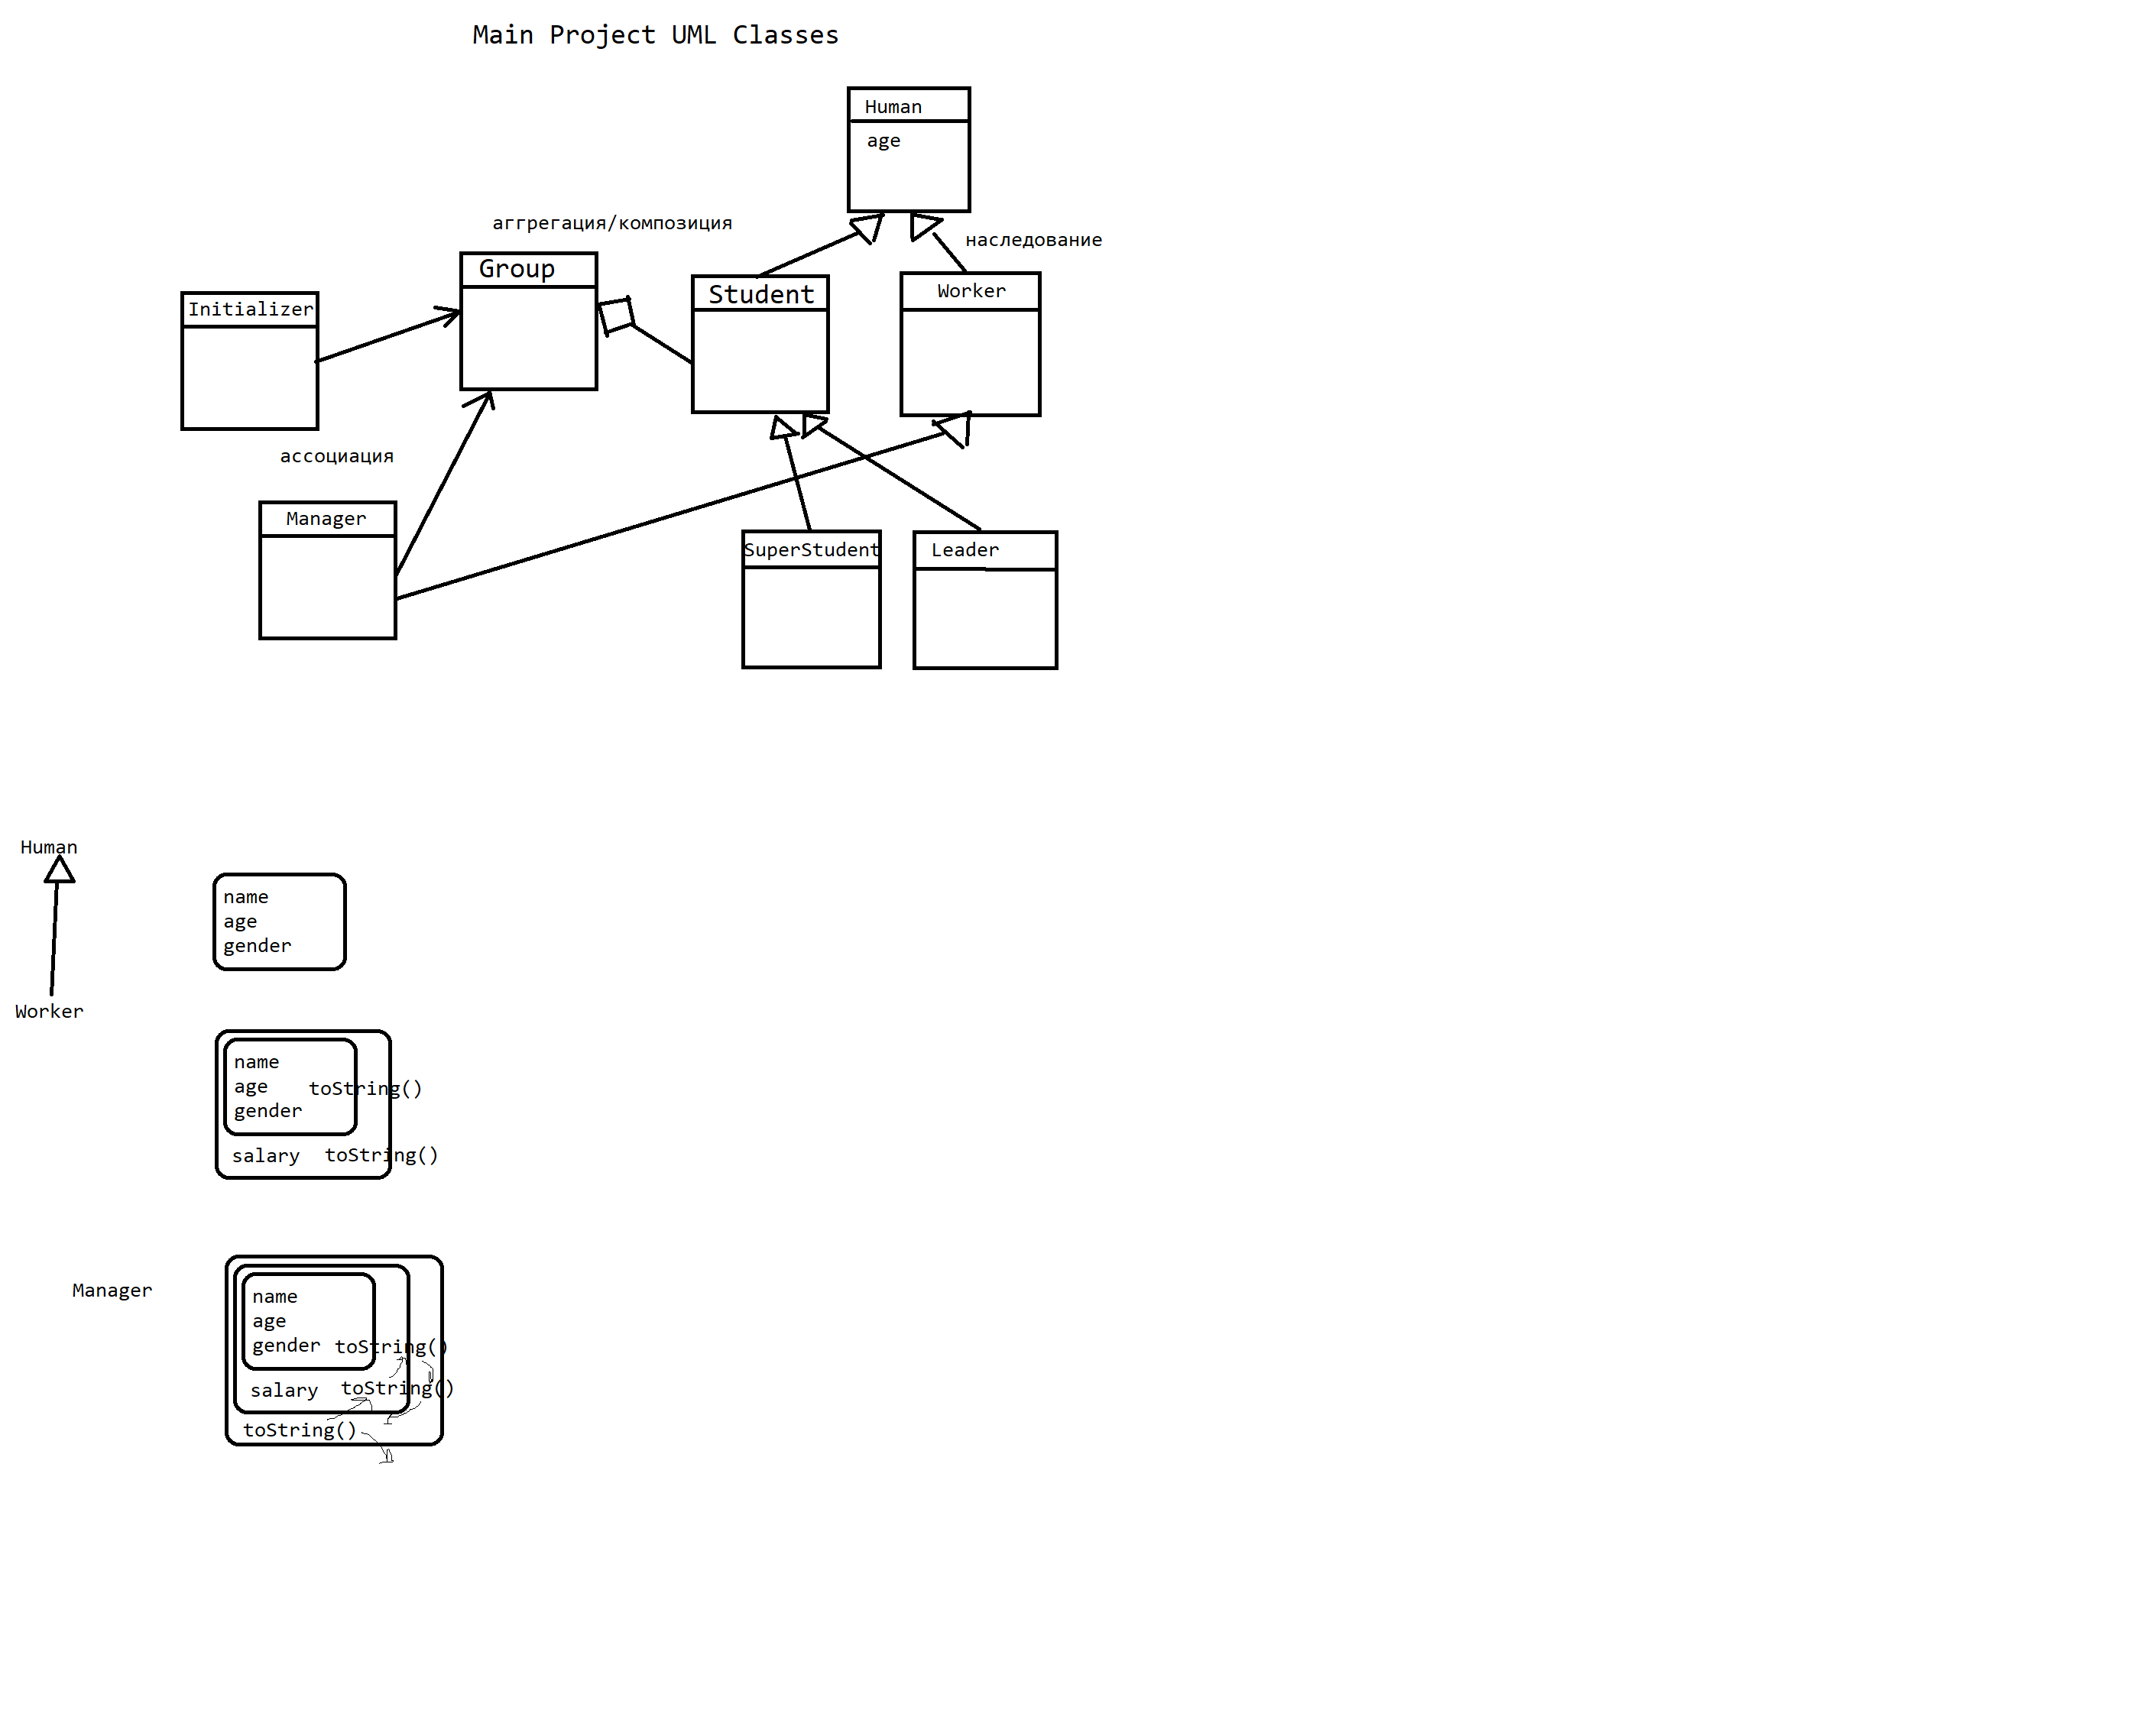 Main Project UML Classes
Human
age
аггрегация/композиция
наследование
Group
Student
Worker
Initializer
ассоциация
Manager
SuperStudent
Leader
Human
name
age
gender
Worker
name
age toString()
gender
salary toString()
Manager
name
age
gender toString()
salary toString()
toString()